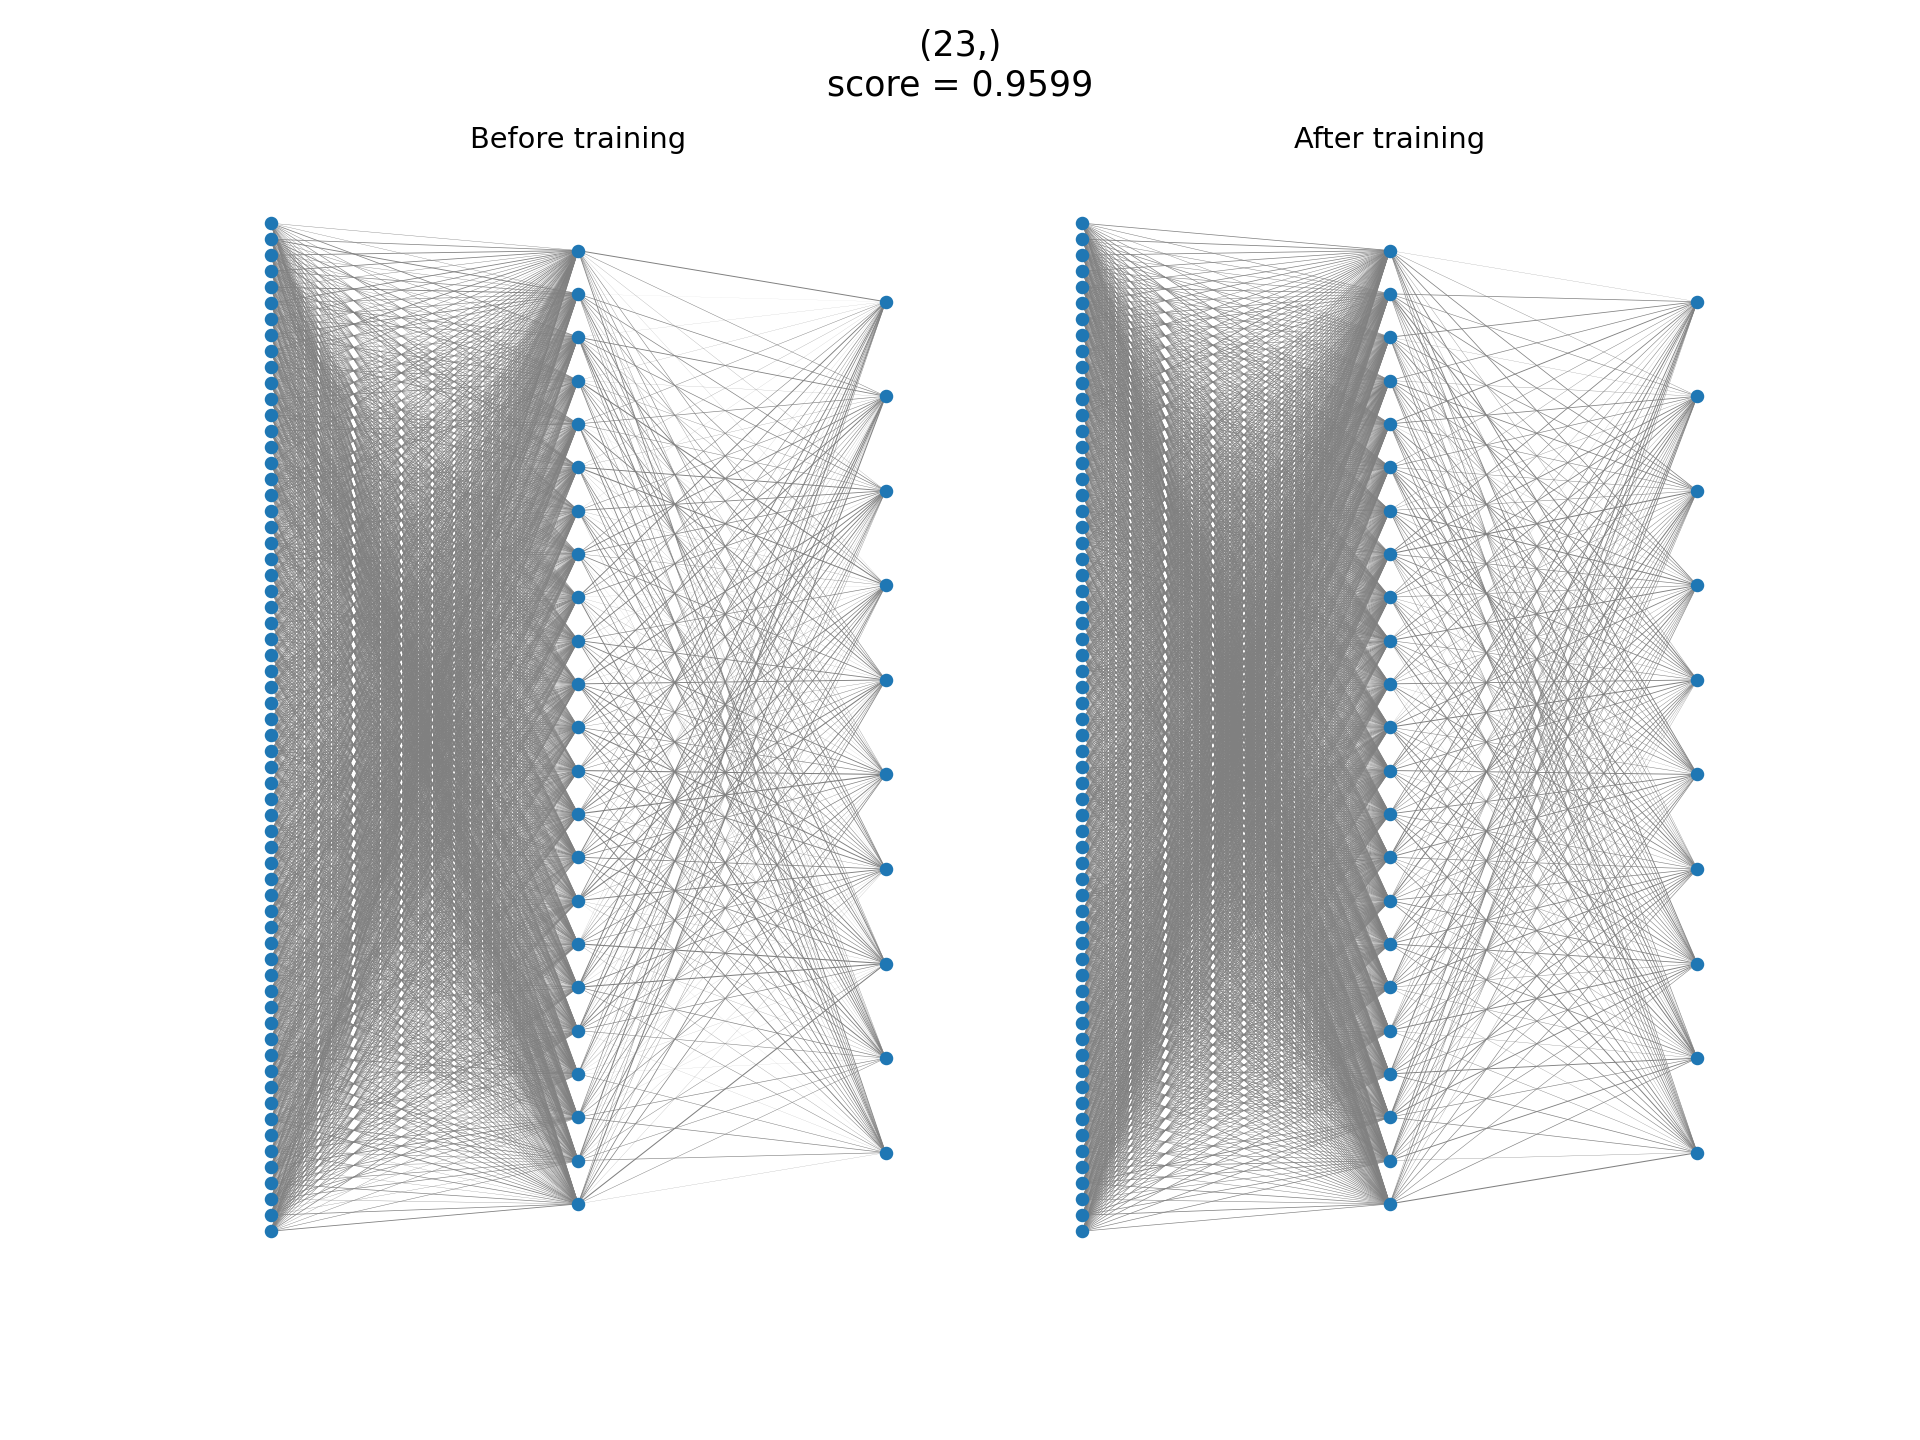 (23,)
score = 0.9599
Before training
After training